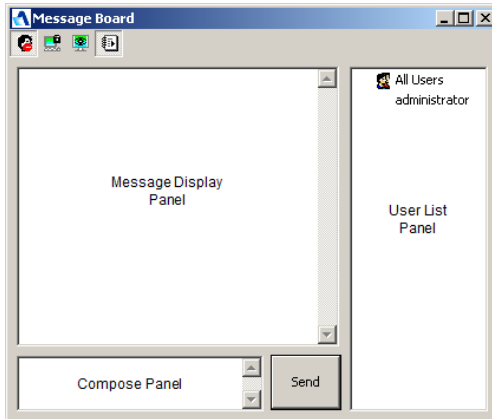 Message Board
All Users
administrator
Message Display
Panel
User List
Panel
Compose Panel
Send